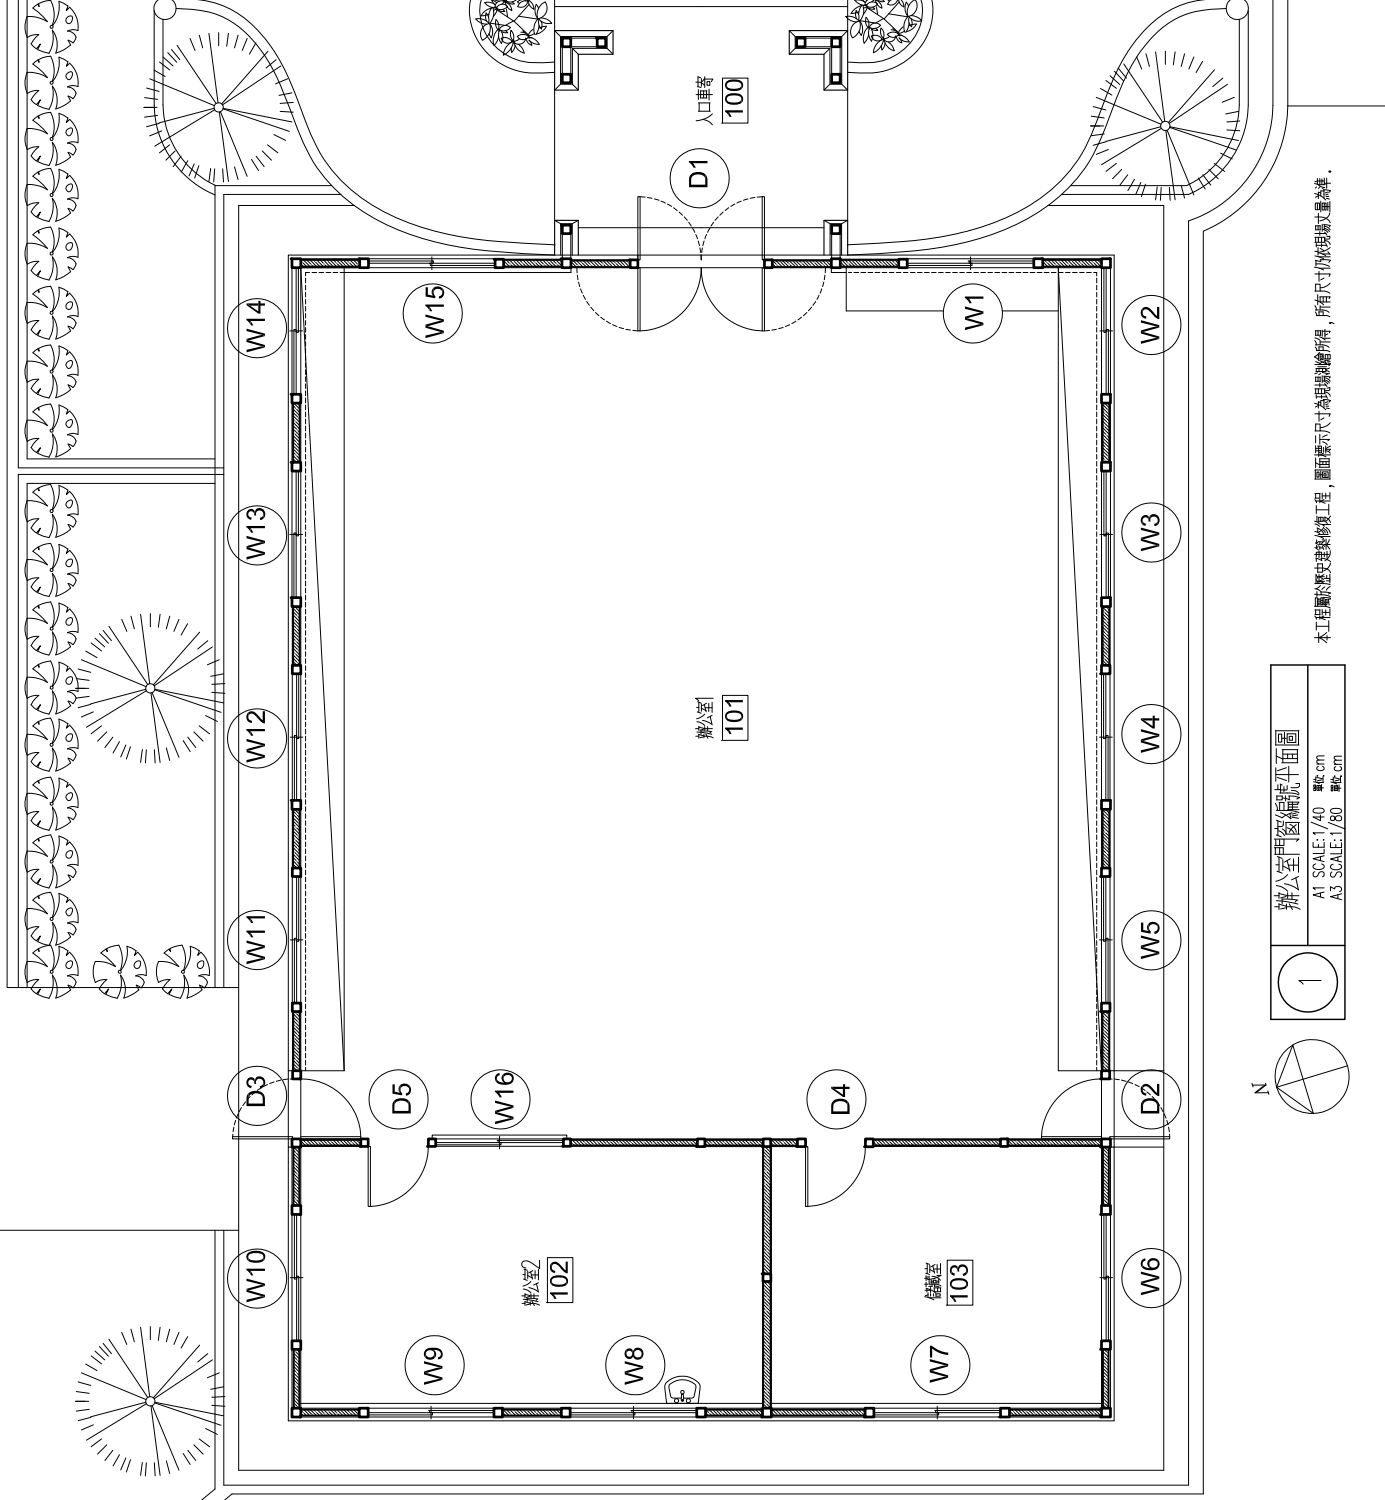 入口車寄
100
D1
W14
W15
W1
W2
W13
W3
辦公室1
101
W12
W4
W11
W5
D3
D5
W16
D4
D2
W10
辦公室2
102
儲藏室
103
W6
W9
W8
W7
本工程屬於歷史建築修復工程，圖面標示尺寸為現場測繪所得，所有尺寸仍依現場丈量為準。
辦公室門窗編號平面圖
A1 SCALE:1/40 單位 cm
A3 SCALE:1/80 單位 cm
1
N